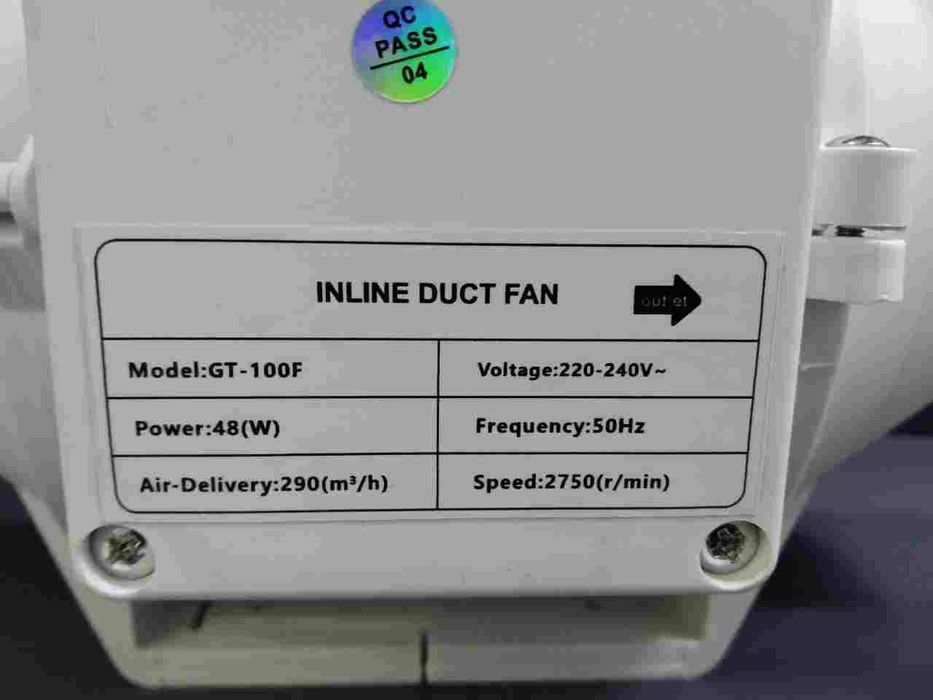 QC
PASS
04
INLINE DUCT FAN
outlet
Model:GT-100F
Voltage:220-240V~
Power:48(W)
Frequency:50Hz
Air-Delivery:290(m³/h)
Speed:2750(r/min)